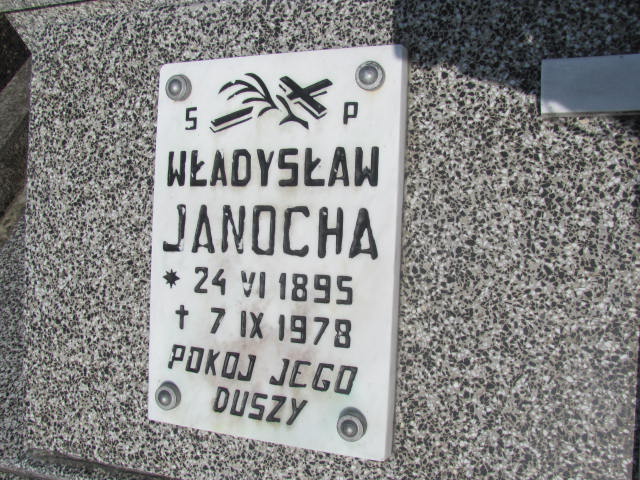 S P
WŁADYSŁAW
JANOCHA
* 24 VI 1895
† 7 IX 1978
POKOJ JEGO
DUSZY